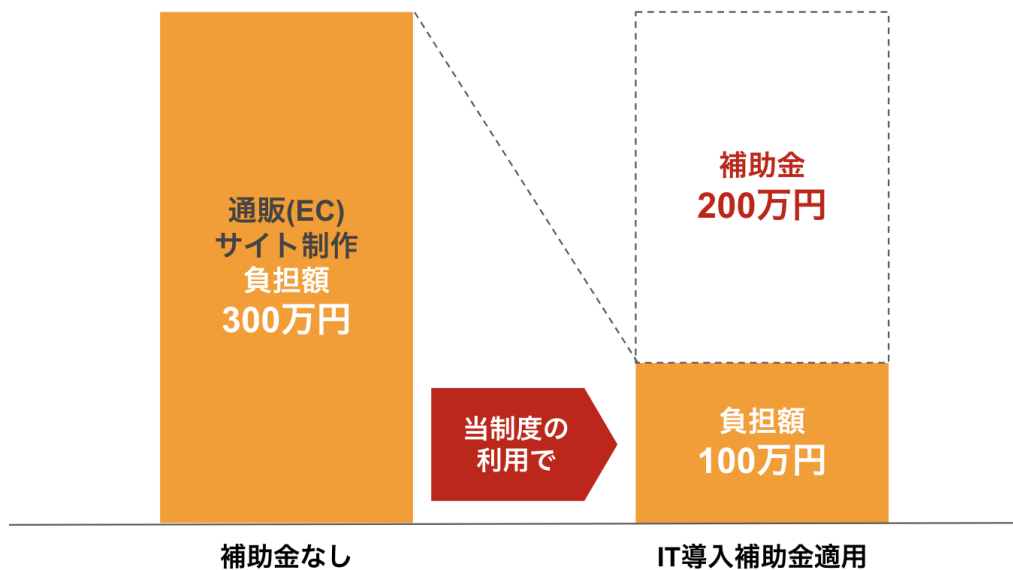 通販(EC)
サイト制作
負担額
300万円
当制度の
利用で
補助金
200万円
負担額
100万円
補助金なし
IT導入補助金適用